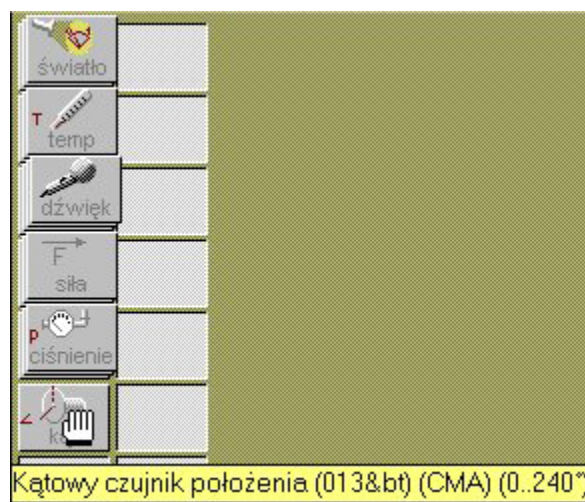 światło
T
temp
dźwięk
F
siła
p
ciśnienie
Kątowy czujnik położenia (013&bt) (CMA) (0..240°